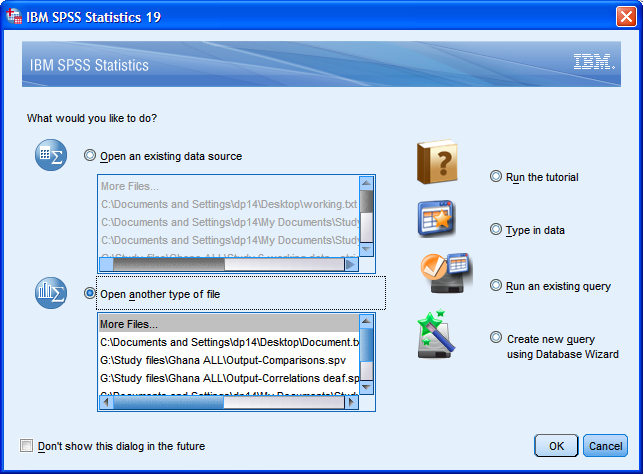 IBM SPSS Statistics 19
IBM SPSS Statistics
IBM.
What would you like to do?
Open an existing data source
More Files...
C:\Documents and Settings\dp14\Desktop\working.txt
C:\Documents and Settings\dp14\My Documents\Study
C:\Documents and Settings\dp14\My Documents\Study
Open another type of file
More Files...
C:\Documents and Settings\dp14\Desktop\Document.tx
G:\Study files\Ghana ALL\Output-Comparisons.spv
G:\Study files\Ghana ALL\Output-Correlations deaf.sp
Run the tutorial
Type in data
Run an existing query
Create new query
using Database Wizard
Don't show this dialog in the future
OK
Cancel